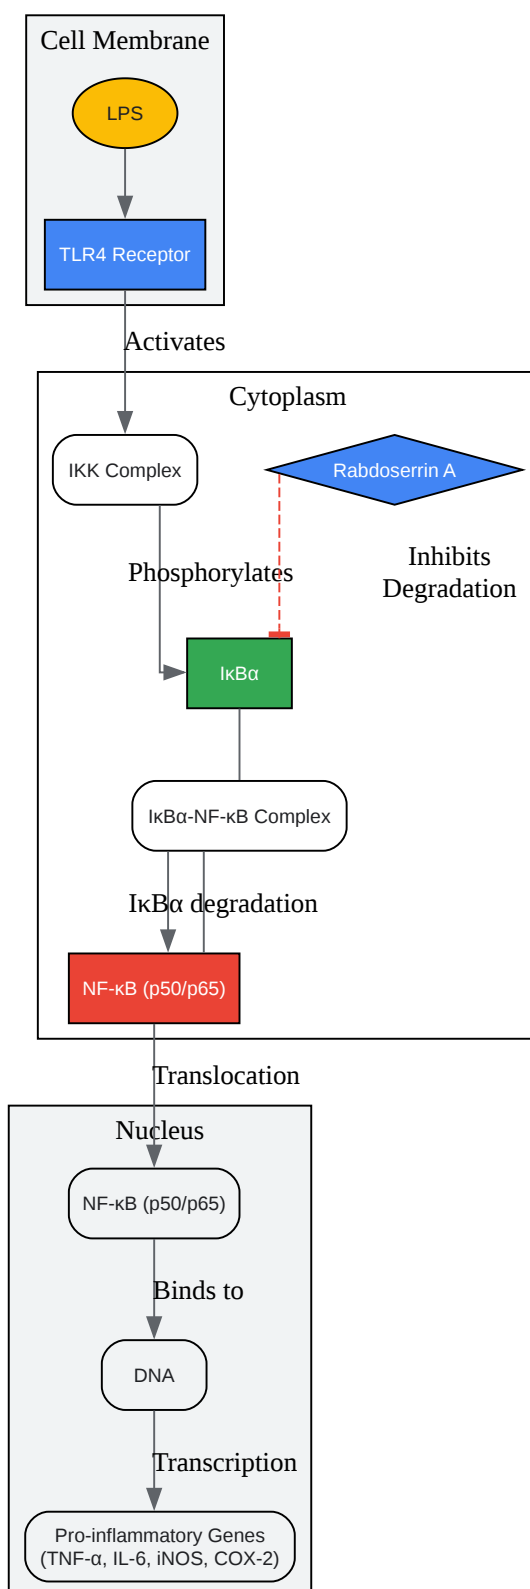 Cell Membrane
LPS
TLR4 Receptor
Activates
Cytoplasm
IKK Complex
Rabdoserrin A
Phosphorylates
Inhibits
Degradation
IκBα
IκBα-NF-κB Complex
IκBα degradation
NF-κB (p50/p65)
Translocation
Nucleus
NF-κB (p50/p65)
Binds to
DNA
Transcription
Pro-inflammatory Genes
(TNF-α, IL-6, iNOS, COX-2)